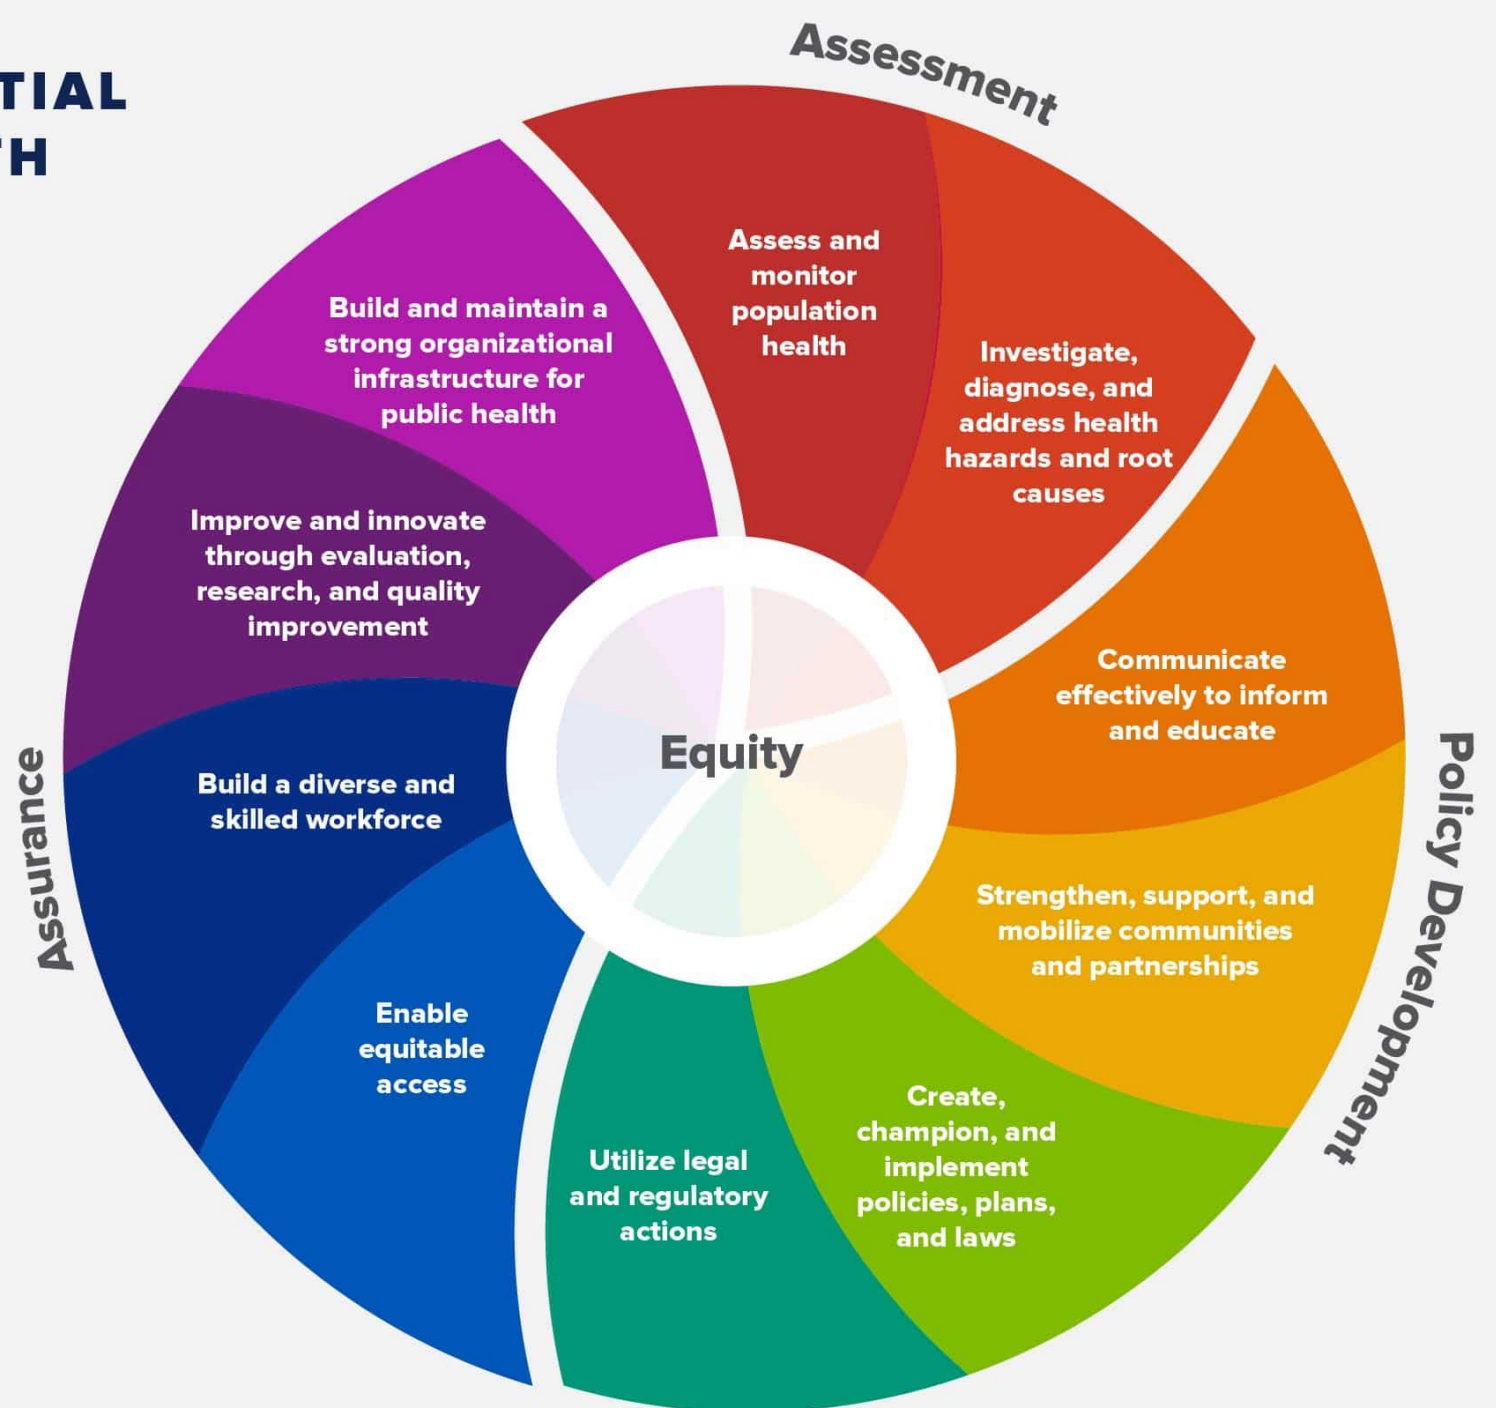 TIAL
TH
Assessment
Assess and
monitor
population
health
Investigate,
diagnose, and
address health
hazards and root
causes
Communicate
effectively to inform
and educate
Policy Development
Strengthen, support, and
mobilize communities
and partnerships
Create,
champion, and
implement
policies, plans,
and laws
Utilize legal
and regulatory
actions
Enable
equitable
access
Assurance
Build a diverse and
skilled workforce
Improve and innovate
through evaluation,
research, and quality
improvement
Build and maintain a
strong organizational
infrastructure for
public health
Equity